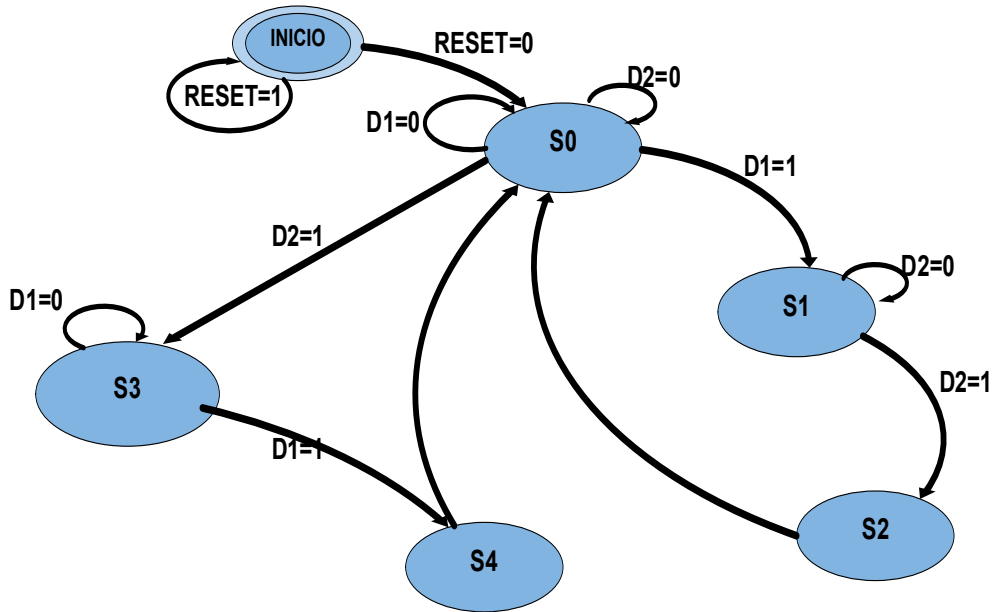 INICIO
RESET=0
RESET=1
D2=0
D1=0
S0
D1=1
D2=1
D2=0
D1=0
S1
S3
D2=1
D1=1
S2
S4